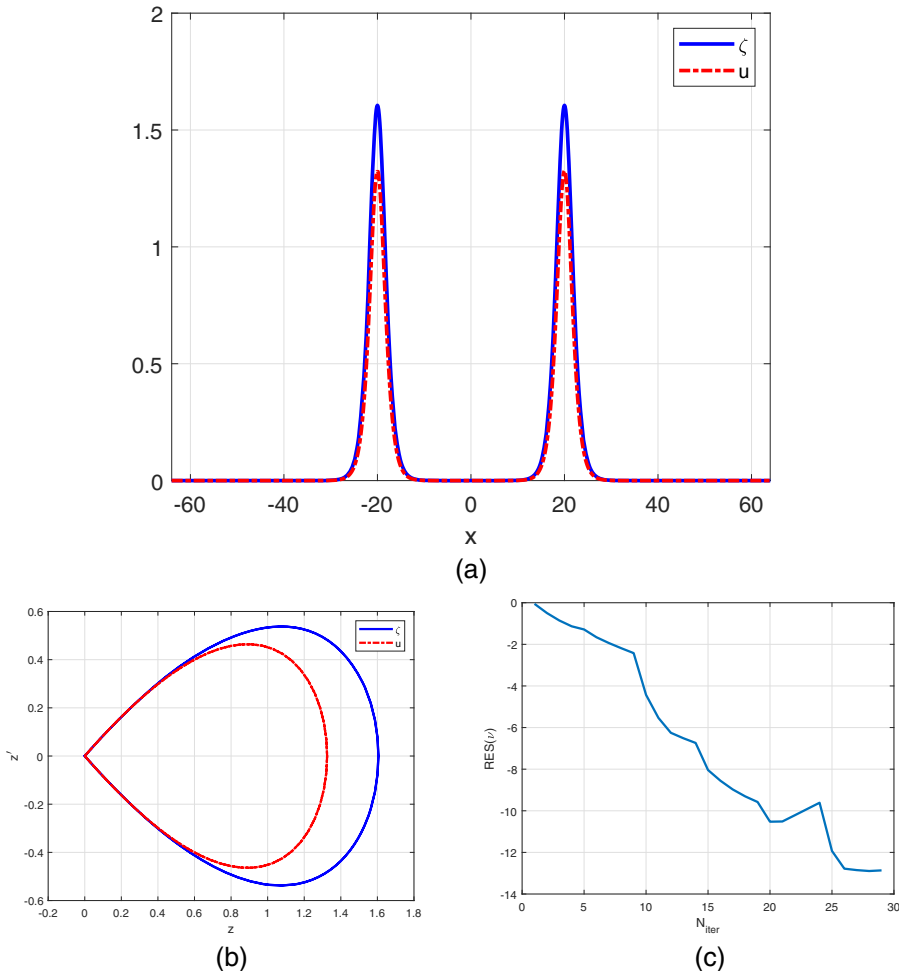 2
ζ
u
1.5
1
0.5
0
-60 -40 -20 0 20 40 60
x
(a)
0.6
ζ
u
0.4
0.2
z′
0
-0.2
-0.4
-0.6
-0.2 0 0.2 0.4 0.6 0.8 1 1.2 1.4 1.6 1.8
z
(b)
0
-2
-4
-6
RES(ν)
-8
-10
-12
-14
0 5 10 15 20 25 30
N_iter
(c)